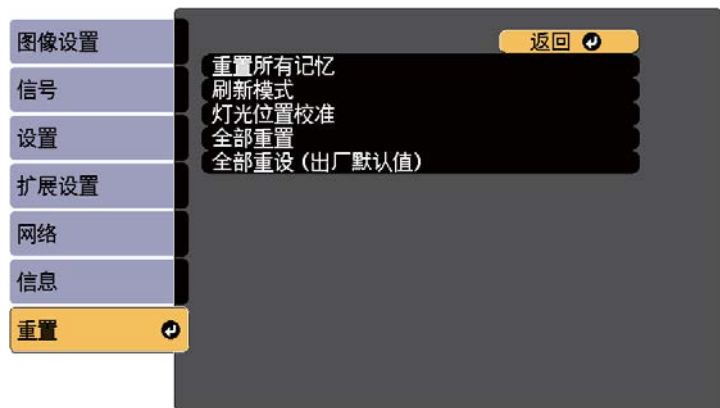 图像设置
信号
设置
扩展设置
网络
信息
重置
返回
重置所有记忆
刷新模式
灯光位置校准
全部重置
全部重设（出厂默认值）